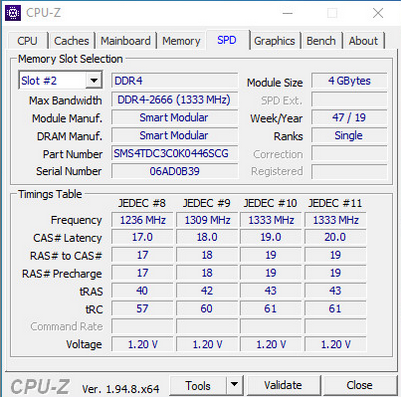 CPU-Z
CPU Caches Mainboard Memory SPD Graphics Bench About
Memory Slot Selection
Slot #2 DDR4 Module Size 4 GBytes
Max Bandwidth DDR4-2666 (1333 MHz) SPD Ext.
Module Manuf. Smart Modular Week/Year 47 / 19
DRAM Manuf. Smart Modular Ranks Single
Part Number SMS4TDC3C0K0446SCG Correction
Serial Number 06AD0B39 Registered
Timings Table
JEDEC #8 JEDEC #9 JEDEC #10 JEDEC #11
Frequency 1236 MHz 1309 MHz 1333 MHz 1333 MHz
CAS# Latency 17.0 18.0 19.0 20.0
RAS# to CAS# 17 18 19 19
RAS# Precharge 17 18 19 19
tRAS 40 42 43 43
tRC 57 60 61 61
Command Rate
Voltage 1.20 V 1.20 V 1.20 V 1.20 V
CPU-Z Ver. 1.94.8.x64 Tools Validate Close